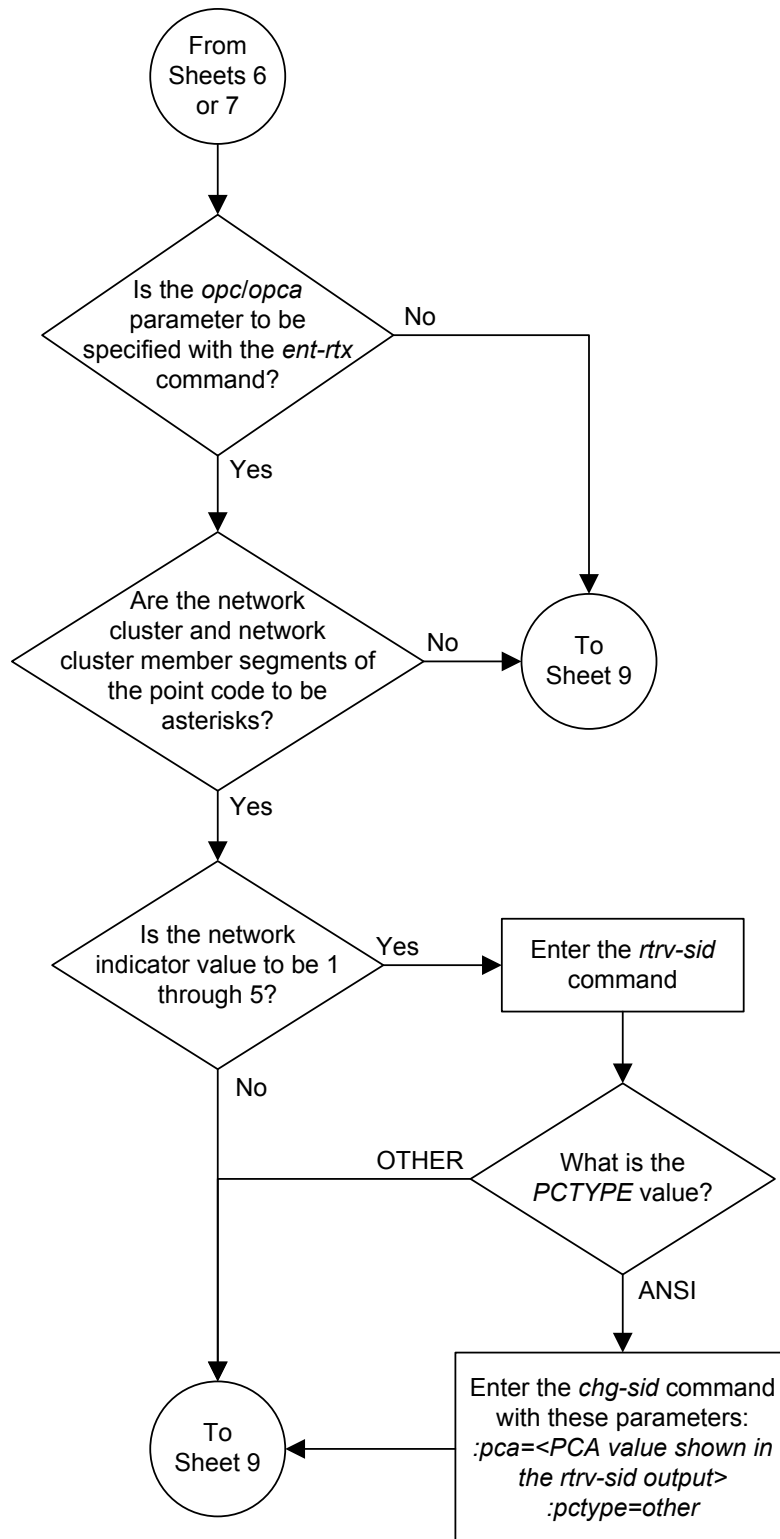 From
Sheets 6
or 7
Is the opc/opca
parameter to be
specified with the ent-rtx
command?
No
Yes
Are the network
cluster and network
cluster member segments of
the point code to be
asterisks?
No
To
Sheet 9
Yes
Is the network
indicator value to be 1
through 5?
Yes
Enter the rtrv-sid
command
No
What is the
PCTYPE value?
OTHER
ANSI
Enter the chg-sid command
with these parameters:
:pca=<PCA value shown in
the rtrv-sid output>
:pctype=other
To
Sheet 9